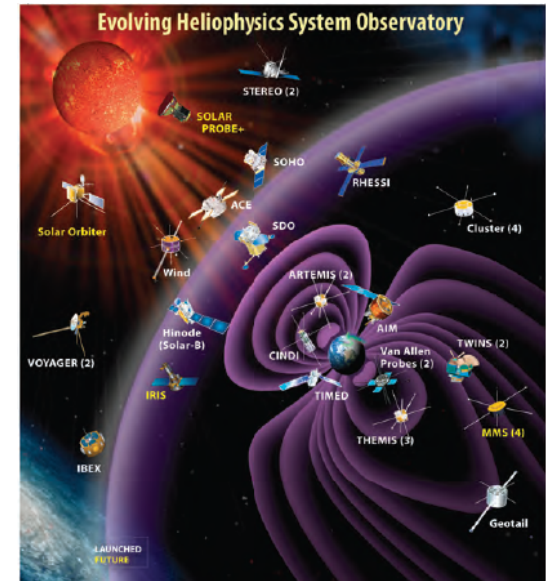 Evolving Heliophysics System Observatory
STEREO (2)
SOLAR
PROBE+
SOHO
RHESSI
ACE
Solar Orbiter
SDO
Cluster (4)
Wind
ARTEMIS (2)
Hinode
(Solar-B)
AIM
VOYAGER (2)
CINDI
Van Allen
Probes (2)
TWINS (2)
IRIS
TIMED
THEMIS (3)
MMS (4)
IBEX
Geotail
LAUNCHED
FUTURE